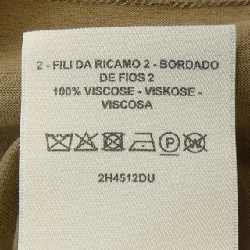 2 - FILI DA RICAMO 2 - BORDADO
DE FIOS 2
100% VISCOSE - VISKOSE -
VISCOSA
2H4512DU